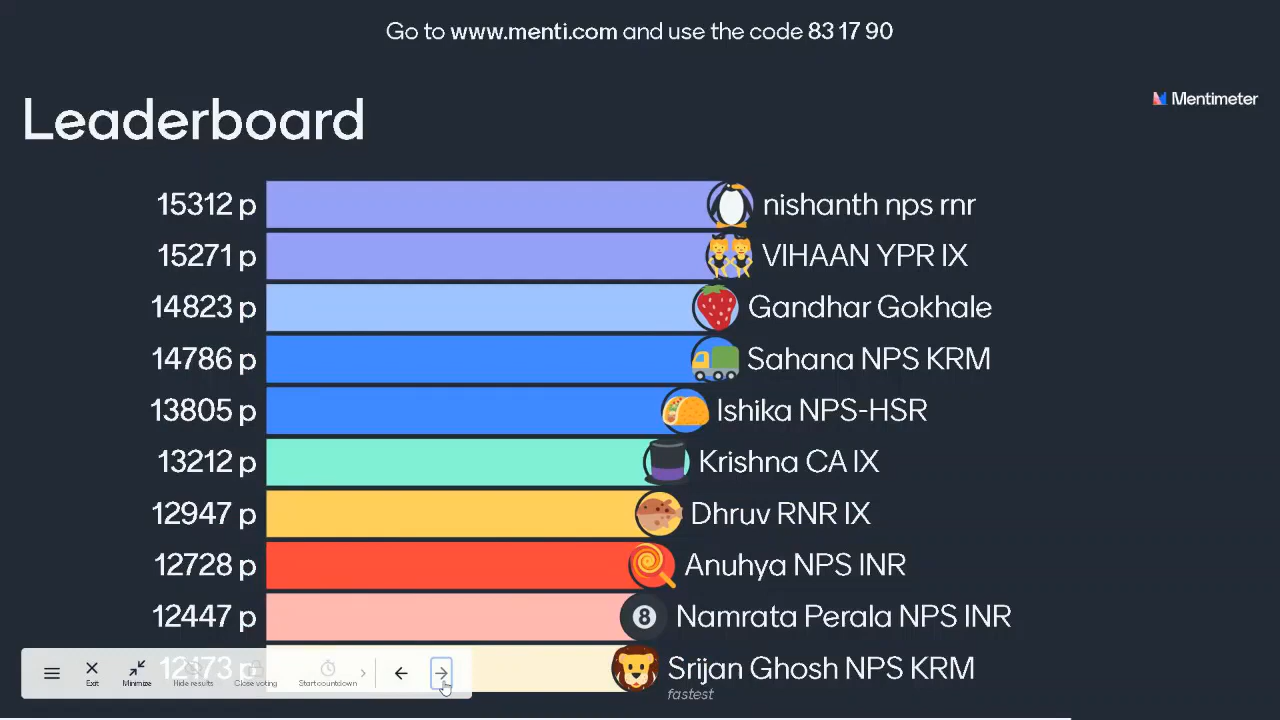 Go to www.menti.com and use the code 83 17 90
Leaderboard
Mentimeter
15312 p nishanth nps rnr
15271 p VIHAAN YPR IX
14823 p Gandhar Gokhale
14786 p Sahana NPS KRM
13805 p Ishika NPS-HSR
13212 p Krishna CA IX
12947 p Dhruv RNR IX
12728 p Anuhya NPS INR
12447 p 8 Namrata Perala NPS INR
12173 p Srijan Ghosh NPS KRM
fastest
Exit Minimize Hide results Close voting Start countdown